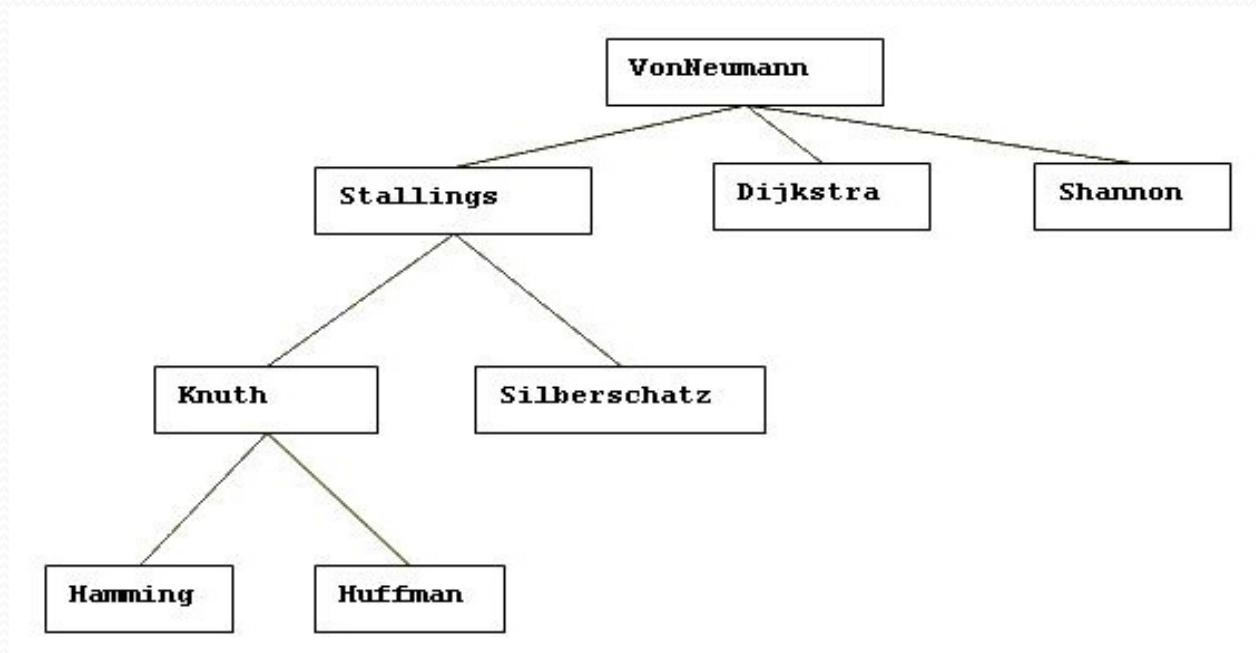 VonNeumann
Stallings
Dijkstra
Shannon
Knuth
Silberschatz
Hamming
Huffman